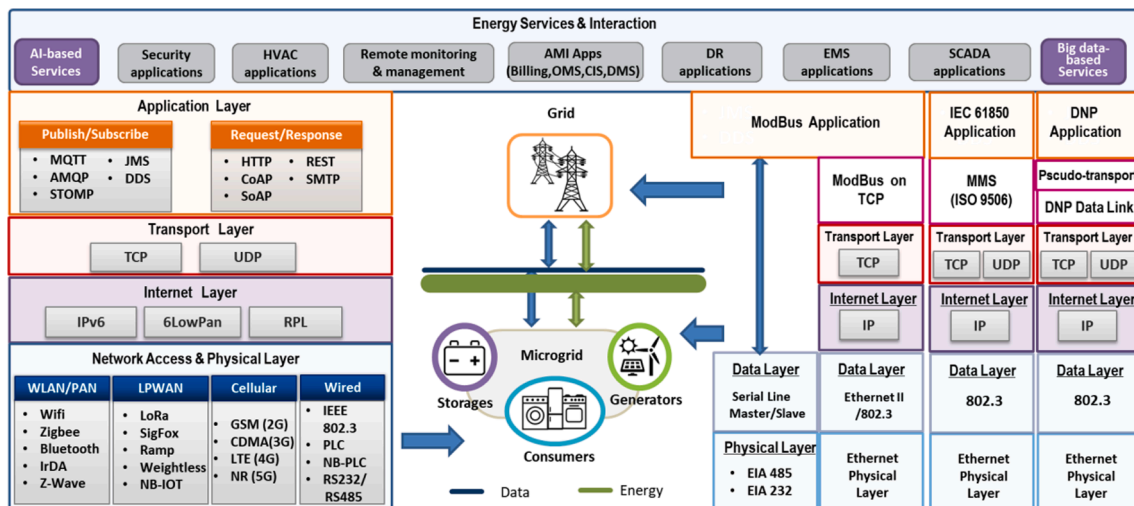 Energy Services & Interaction
AI-based
Services
Security
applications
HVAC
applications
Remote monitoring
& management
AMI Apps
(Billing,OMS,CIS,DMS)
DR
applications
EMS
applications
SCADA
applications
Big data-
based
Services
Application Layer
Publish/Subscribe
• MQTT
• AMQP
• STOMP
• JMS
• DDS
Request/Response
• HTTP
• CoAP
• SoAP
• REST
• SMTP
Transport Layer
TCP
UDP
Internet Layer
IPv6
6LowPan
RPL
Network Access & Physical Layer
WLAN/PAN
• Wifi
• Zigbee
• Bluetooth
• IrDA
• Z-Wave
LPWAN
• LoRa
• SigFox
• Ramp
• Weightless
• NB-IOT
Cellular
• GSM (2G)
• CDMA(3G)
• LTE (4G)
• NR (5G)
Wired
• IEEE
802.3
• PLC
• NB-PLC
• RS232/
RS485
Grid
Microgrid
Storages
Generators
Consumers
Data
Energy
ModBus Application
ModBus on
TCP
Transport Layer
TCP
Internet Layer
IP
Data Layer
Serial Line
Master/Slave
Physical Layer
• EIA 485
• EIA 232
Data Layer
Ethernet II
/802.3
Ethernet
Physical
Layer
IEC 61850
Application
MMS
(ISO 9506)
Transport Layer
TCP
UDP
Internet Layer
IP
Data Layer
802.3
Ethernet
Physical
Layer
DNP
Application
Pscudo-transport
DNP Data Link
Transport Layer
TCP
UDP
Internet Layer
IP
Data Layer
802.3
Ethernet
Physical
Layer